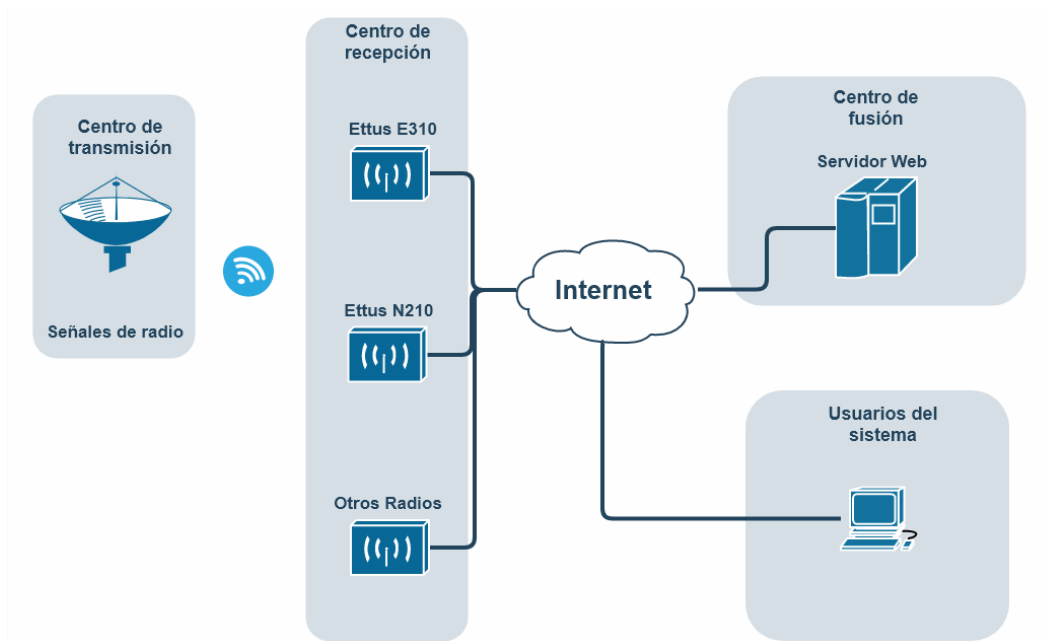 Centro de
transmisión
Señales de radio
Centro de
recepción
Ettus E310
Ettus N210
Otros Radios
Internet
Centro de
fusión
Servidor Web
Usuarios del
sistema